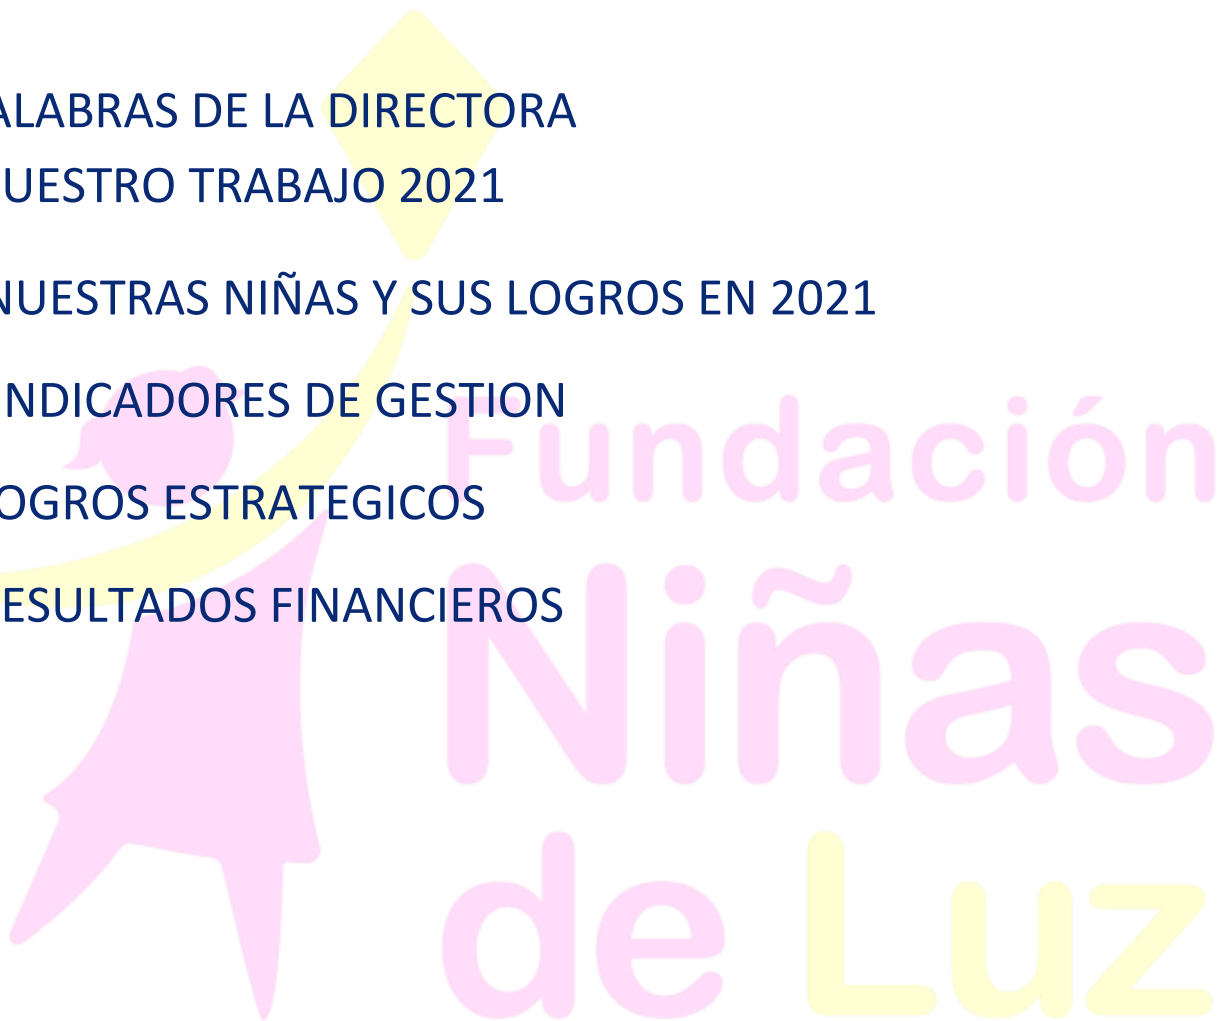 ALABRAS DE LA DIRECTORA
UESTRO TRABAJO 2021
NUESTRAS NIÑAS Y SUS LOGROS EN 2021
INDICADORES DE GESTION
OGROS ESTRATEGICOS
ESULTADOS FINANCIEROS
Fundación
Niñas
de Luz